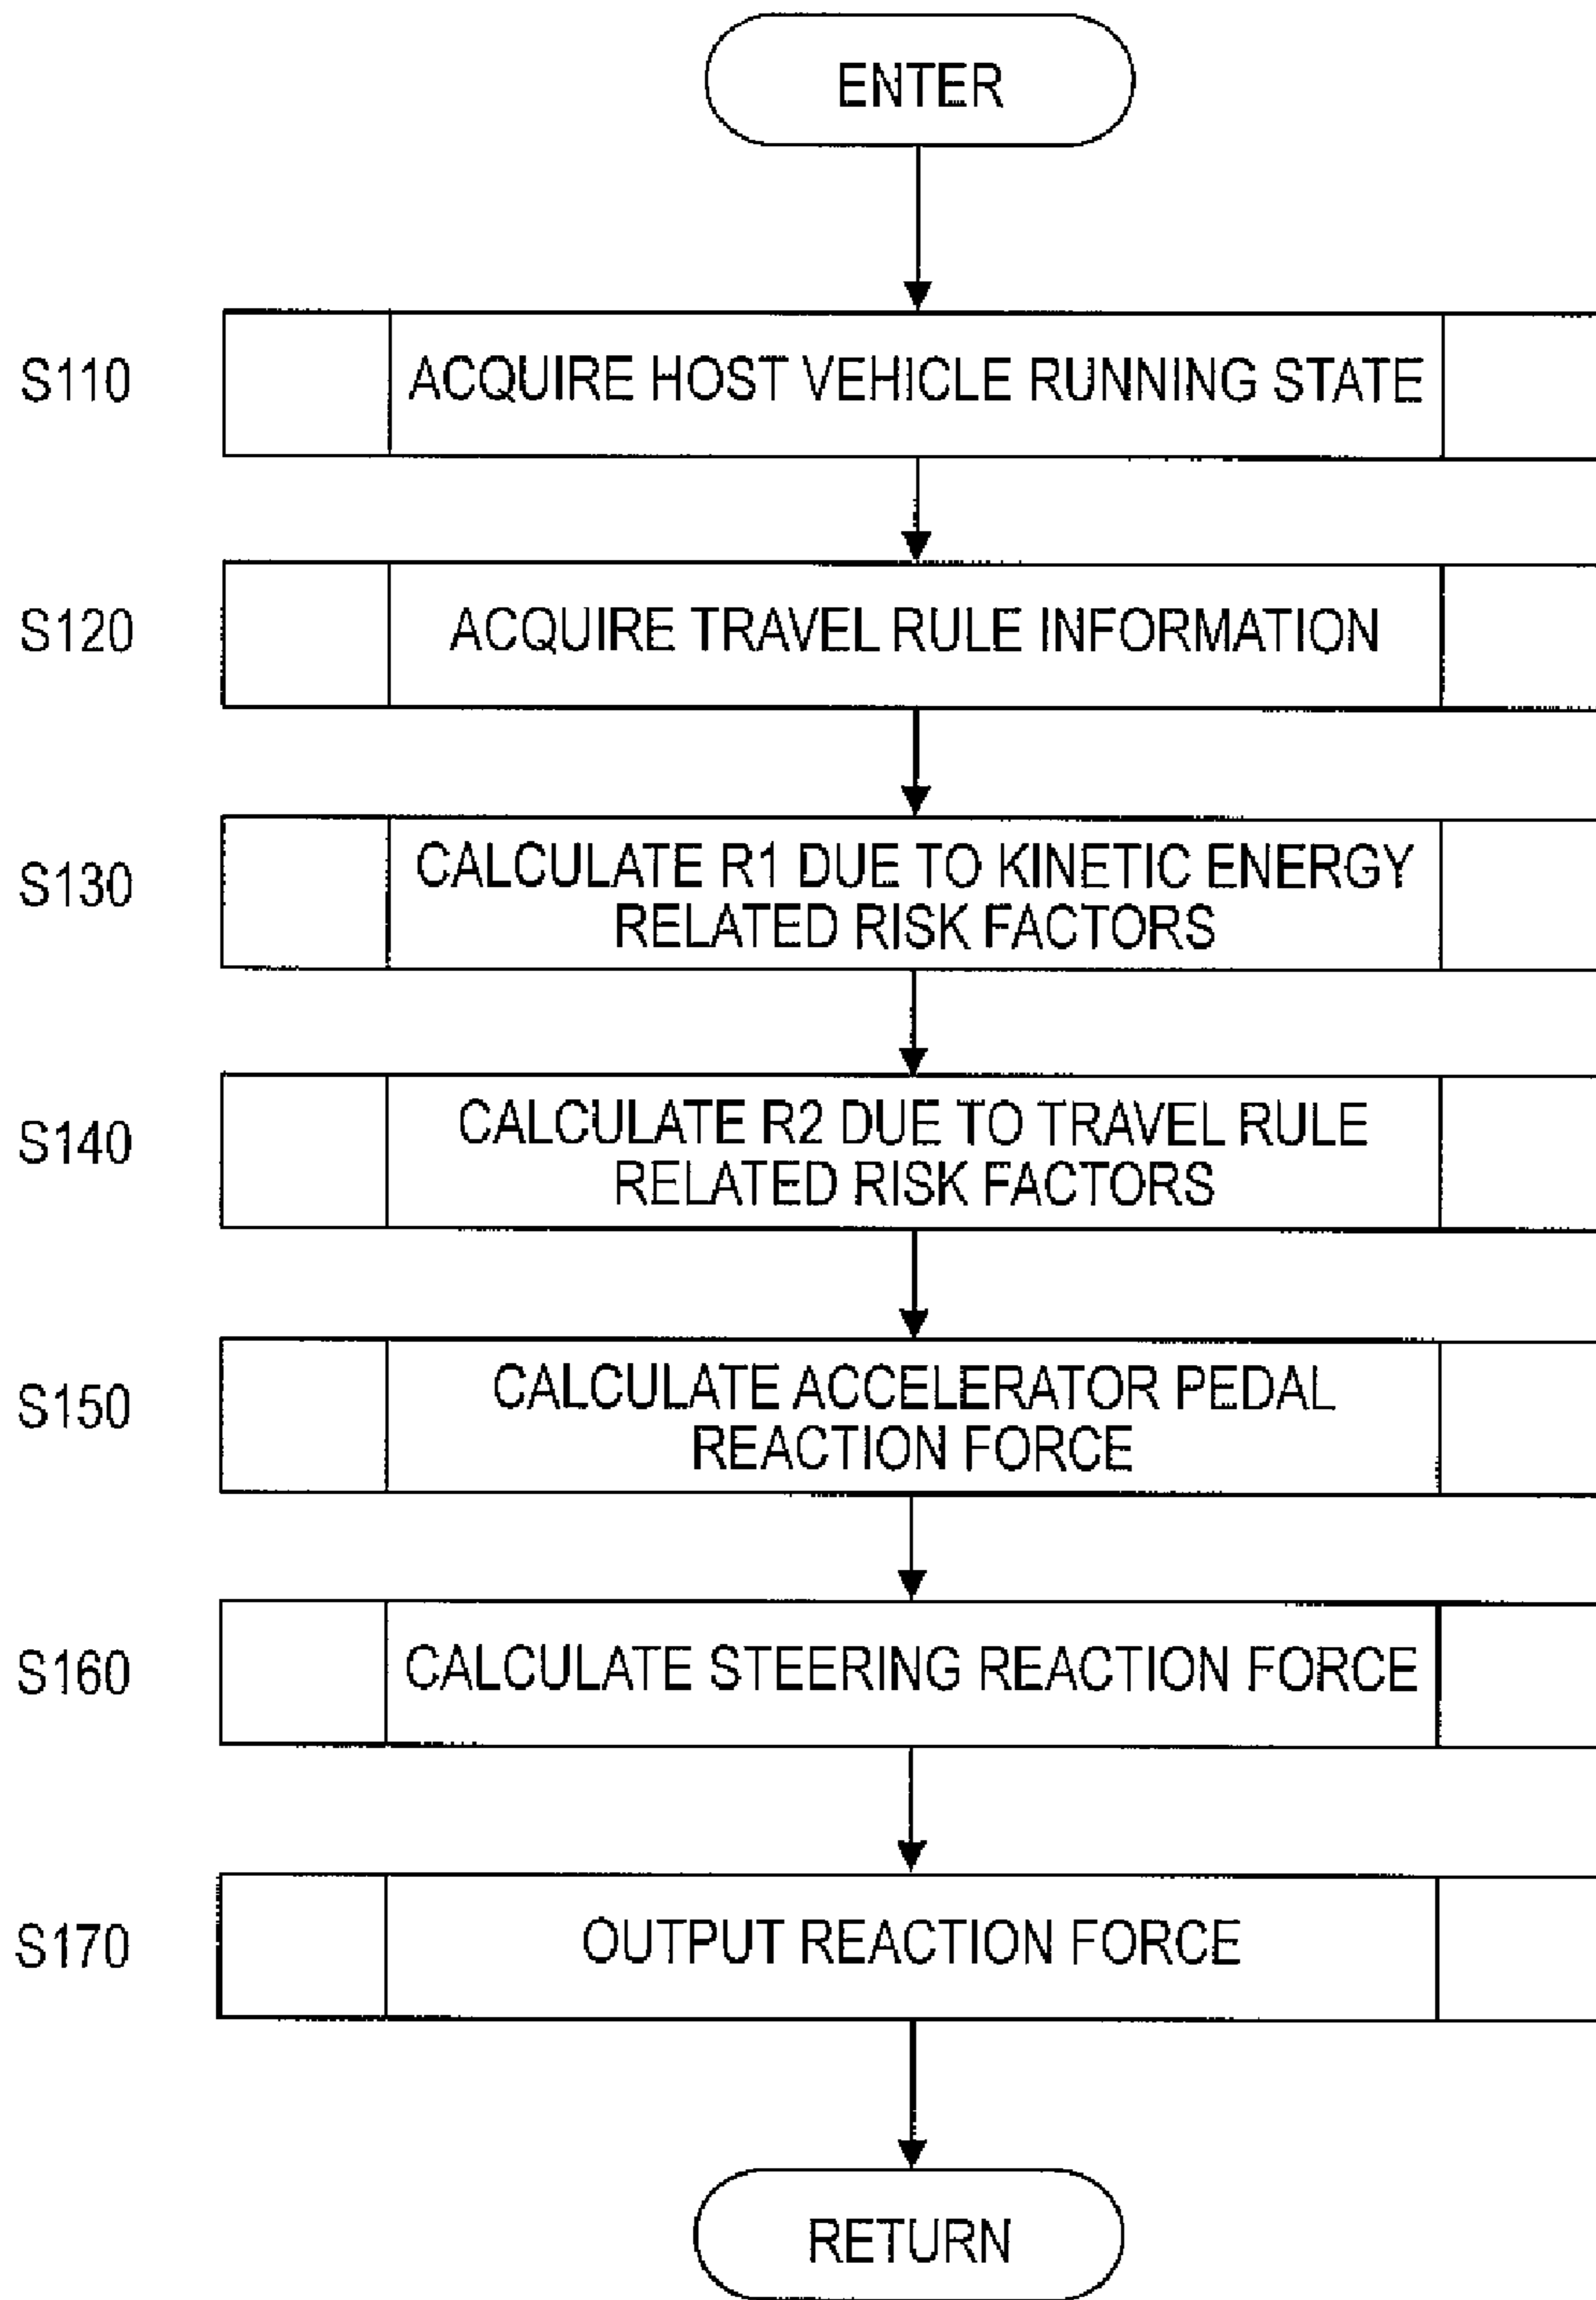 ENTER
S110
ACQUIRE HOST VEHICLE RUNNING STATE
S120
ACQUIRE TRAVEL RULE INFORMATION
S130
CALCULATE R1 DUE TO KINETIC ENERGY
RELATED RISK FACTORS
S140
CALCULATE R2 DUE TO TRAVEL RULE
RELATED RISK FACTORS
S150
CALCULATE ACCELERATOR PEDAL
REACTION FORCE
S160
CALCULATE STEERING REACTION FORCE
S170
OUTPUT REACTION FORCE
RETURN